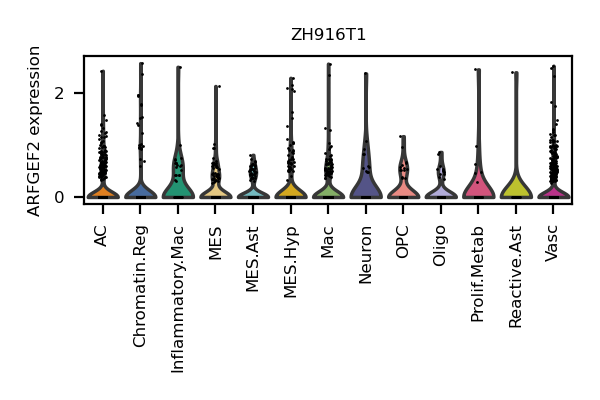 ZH916T1
ARFGEF2 expression
2
0
AC
Chromatin.Reg
Inflammatory.Mac
MES
MES.Ast
MES.Hyp
Mac
Neuron
OPC
Oligo
Prolif.Metab
Reactive.Ast
Vasc